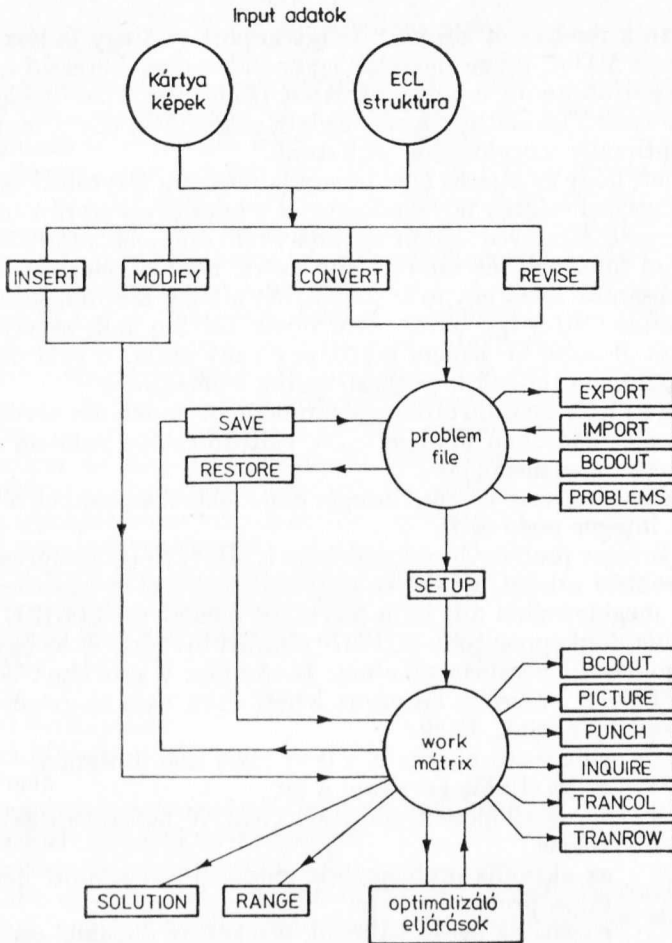 Input adatok
Kártya
képek
ECL
struktúra
INSERT
MODIFY
CONVERT
REVISE
SAVE
RESTORE
problem
file
EXPORT
IMPORT
BCDOUT
PROBLEMS
SETUP
work
mátrix
BCDOUT
PICTURE
PUNCH
INQUIRE
TRANCOL
TRANROW
SOLUTION
RANGE
optimalizáló
eljárások